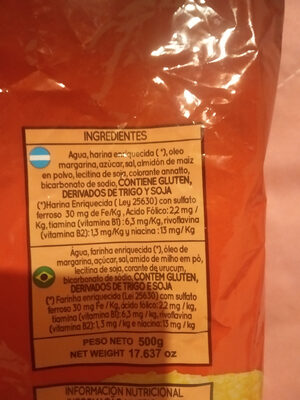 INGREDIENTES
Agua, harina enriquecida (*), oleo
margarina, azúcar, sal, almidón de maíz
en polvo, lecitina de soja, colorante annatto,
bicarbonato de sodio, CONTIENE GLUTEN,
DERIVADOS DE TRIGO Y SOJA
(*)Harina Enriquecida (Ley 25630) con sulfato
ferroso 30 mg de Fe/Kg, Ácido Fólico: 2,2 mg /
Kg, tiamina (vitamina B1): 6,3 mg/Kg, rivoflavina
(vitamina B2): 1,3 mg/Kg y niacina : 13 mg / Kg
Água, farinha enriquecida (*), óleo de
margarina, açúcar, sal, amido de milho em pó,
lecitina de soja, corante de urucum,
bicarbonato de sodio, CONTEM GLUTEN,
DERIVADOS DE TRIGO E SOJA
(*) Farinha enriquecida (Ley 25630) com sulfato
ferroso 30 mg Fe / Kg, ácido fólico: 2,2 mg / kg,
tiamina (vitamina B1): 6,3 mg/kg, rivoflavina
(vitamina B2): 1,3 mg / kg e niacina: 13 mg / kg
PESO NETO 500g
NET WEIGHT 17.637 oz
INFORMACIÓN NUTRICIONAL